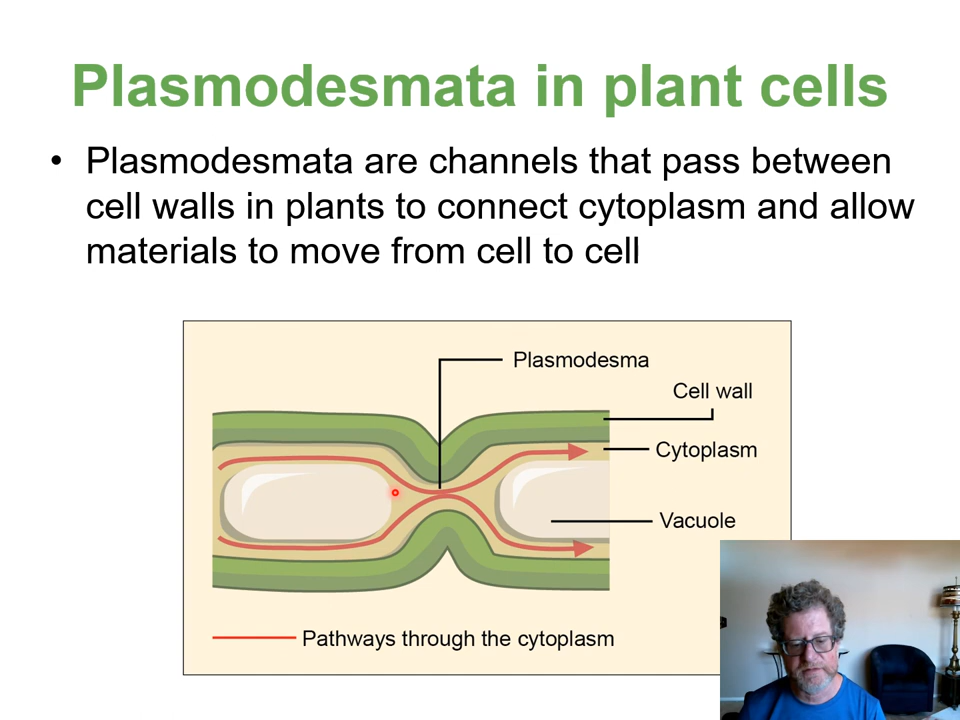 Plasmodesmata in plant cells
• Plasmodesmata are channels that pass between
cell walls in plants to connect cytoplasm and allow
materials to move from cell to cell
Plasmodesma
Cell wall
Cytoplasm
Vacuole
Pathways through the cytoplasm